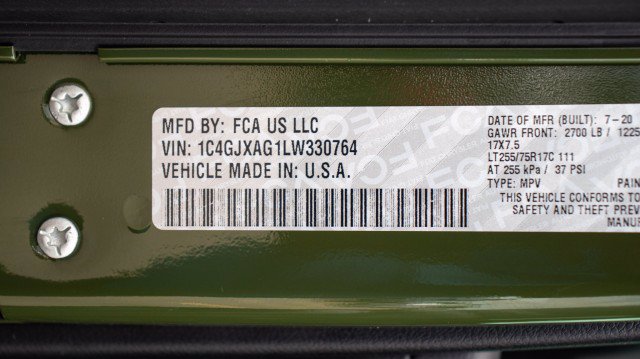 MFD BY: FCA US LLC
VIN: 1C4GJXAG1LW330764
VEHICLE MADE IN: U.S.A.
DATE OF MFR (BUILT): 7-20
GAWR FRONT: 2700 LB / 1225
17X7.5
LT255/75R17C 111
AT 255 kPa / 37 PSI
TYPE: MPV PAIN
THIS VEHICLE CONFORMS TO
SAFETY AND THEFT PREV
MANUF